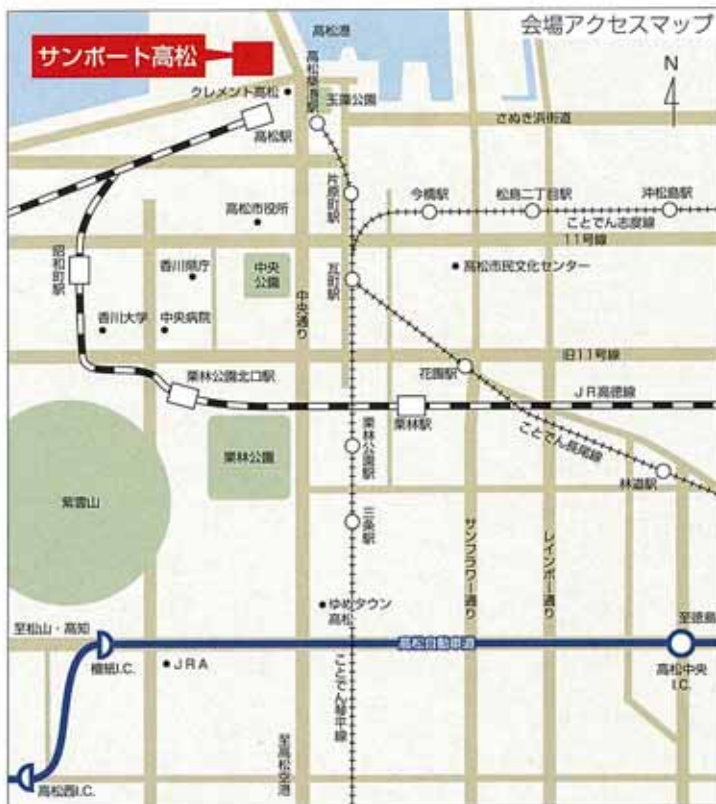 会場アクセスマップ
高松港
サンポート高松
N
クレメント高松
高松築港駅
玉藻公園
さぬき浜街道
高松駅
片原町駅
今橋駅
松島二丁目駅
沖松島駅
高松市役所
ことでん志度線
11号線
昭和町駅
香川県庁
中央
公園
瓦町駅
高松市民文化センター
中央通り
香川大学
中央病院
旧11号線
花園駅
栗林公園北口駅
JR高徳線
栗林駅
ことでん長尾線
栗林公園
栗林公園駅
林道駅
紫雲山
三条駅
サンフラワー通り
レインボー通り
ゆめタウン
高松
至松山・高知
至徳島
高松自動車道
檀紙I.C.
JRA
高松中央
I.C.
ことでん琴平線
至高松空港
高松西I.C.